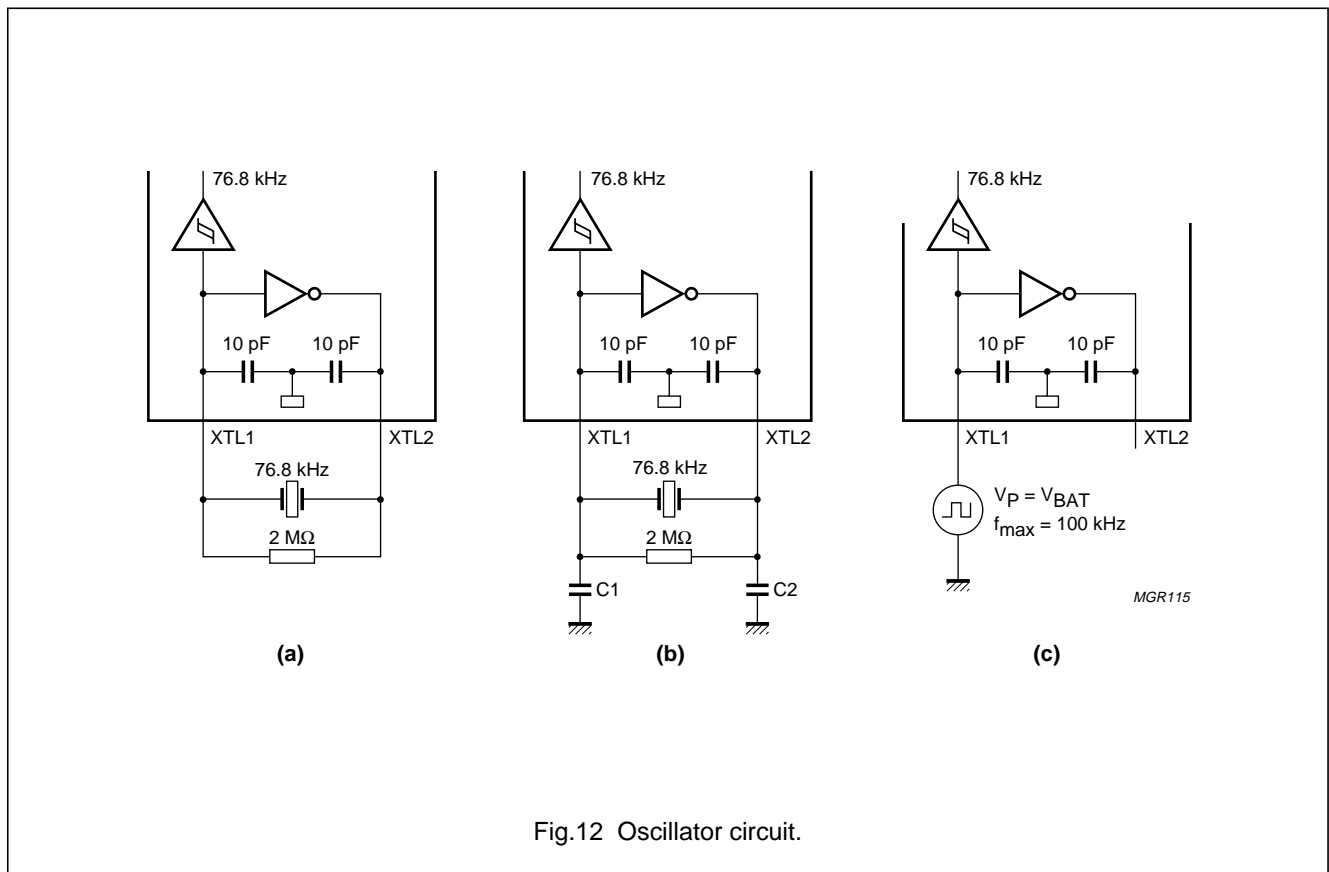 76.8 kHz
10 pF
10 pF
XTL1
XTL2
76.8 kHz
2 MΩ
(a)
76.8 kHz
10 pF
10 pF
XTL1
XTL2
76.8 kHz
2 MΩ
C1
C2
(b)
76.8 kHz
10 pF
10 pF
XTL1
XTL2
VP = VBAT
fmax = 100 kHz
MGR115
(c)
Fig.12 Oscillator circuit.